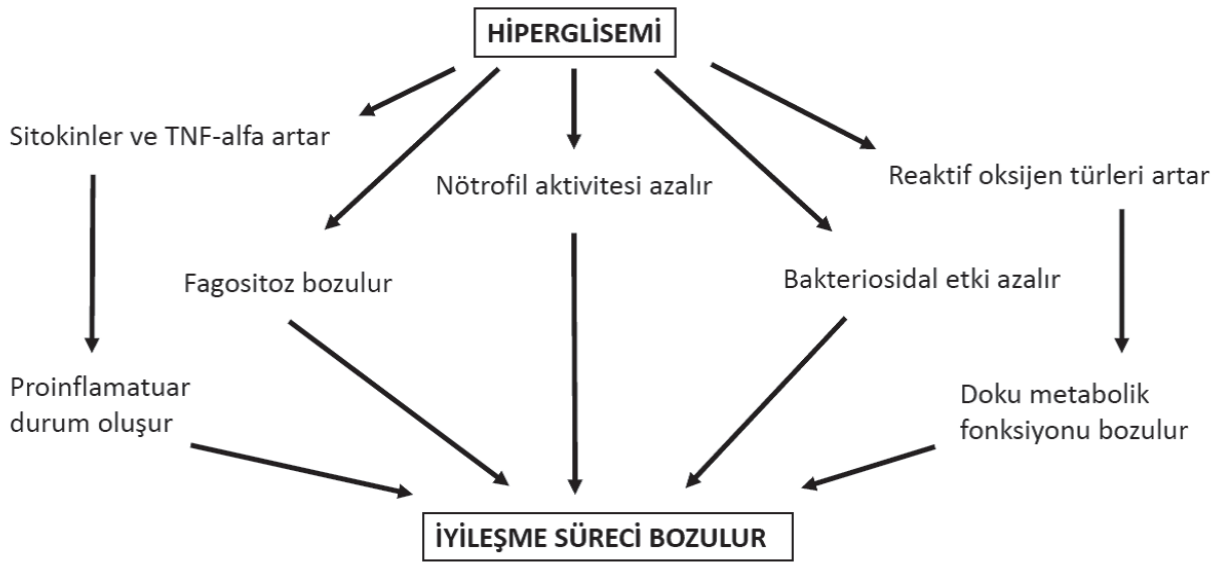 HİPERGLİSEMİ
Sitokinler ve TNF-alfa artar
Nötrofil aktivitesi azalır
Reaktif oksijen türleri artar
Fagositoz bozulur
Bakteriosidal etki azalır
Proinflamatuar
durum oluşur
Doku metabolik
fonksiyonu bozulur
İYİLEŞME SÜRECİ BOZULUR